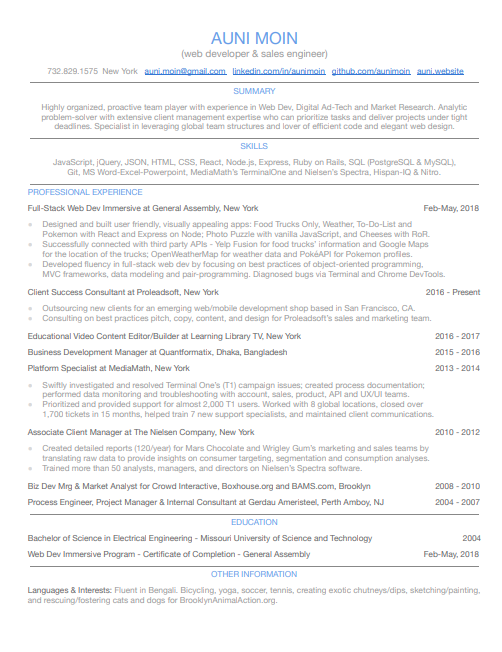 AUNI MOIN
(web developer & sales engineer)
732.829.1575 New York auni.moin@gmail.com linkedin.com/in/aunimoin github.com/aunimoin auni.website
SUMMARY
Highly organized, proactive team player with experience in Web Dev, Digital Ad-Tech and Market Research. Analytic
problem-solver with extensive client management expertise who can prioritize tasks and deliver projects under tight
deadlines. Specialist in leveraging global team structures and lover of efficient code and elegant web design.
SKILLS
JavaScript, jQuery, JSON, HTML, CSS, React, Node.js, Express, Ruby on Rails, SQL (PostgreSQL & MySQL),
Git, MS Word-Excel-Powerpoint, MediaMath's TerminalOne and Nielsen's Spectra, Hispan-IQ & Nitro.
PROFESSIONAL EXPERIENCE
Full-Stack Web Dev Immersive at General Assembly, New York Feb-May, 2018
Designed and built user friendly, visually appealing apps: Food Trucks Only, Weather, To-Do-List and
Pokemon with React and Express on Node; Photo Puzzle with vanilla JavaScript, and Cheeses with RoR.
Successfully connected with third party APIs - Yelp Fusion for food trucks' information and Google Maps
for the location of the trucks; OpenWeatherMap for weather data and PokéAPI for Pokemon profiles.
Developed fluency in full-stack web dev by focusing on best practices of object-oriented programming,
MVC frameworks, data modeling and pair-programming. Diagnosed bugs via Terminal and Chrome DevTools.
Client Success Consultant at Proleadsoft, New York 2016 - Present
Outsourcing new clients for an emerging web/mobile development shop based in San Francisco, CA.
Consulting on best practices pitch, copy, content, and design for Proleadsoft's sales and marketing team.
Educational Video Content Editor/Builder at Learning Library TV, New York 2016 - 2017
Business Development Manager at Quantformatix, Dhaka, Bangladesh 2015 - 2016
Platform Specialist at MediaMath, New York 2013 - 2014
Swiftly investigated and resolved Terminal One's (T1) campaign issues; created process documentation;
performed data monitoring and troubleshooting with account, sales, product, API and UX/UI teams.
Prioritized and provided support for almost 2,000 T1 users. Worked with 8 global locations, closed over
1,700 tickets in 15 months, helped train 7 new support specialists, and maintained client communications.
Associate Client Manager at The Nielsen Company, New York 2010 - 2012
Created detailed reports (120/year) for Mars Chocolate and Wrigley Gum's marketing and sales teams by
translating data to provide insights on consumer targeting, segmentation and consumption analyses.
Trained more than 50 analysts, managers, and directors on Nielsen's Spectra software.
Biz Dev Mrg & Market Analyst for Crowd Interactive, Boxhouse.org and BAMS.com, Brooklyn 2008 - 2010
Process Engineer, Project Manager & Internal Consultant at Gerdau Ameristeel, Perth Amboy, NJ 2004 - 2007
EDUCATION
Bachelor of Science in Electrical Engineering - Missouri University of Science and Technology 2004
Web Dev Immersive Program - Certificate of Completion - General Assembly Feb-May, 2018
OTHER INFORMATION
Languages & Interests: Fluent in Bengali. Bicycling, yoga, soccer, tennis, creating exotic chutneys/dips, sketching/painting,
and rescuing/fostering cats and dogs for BrooklynAnimalAction.org.